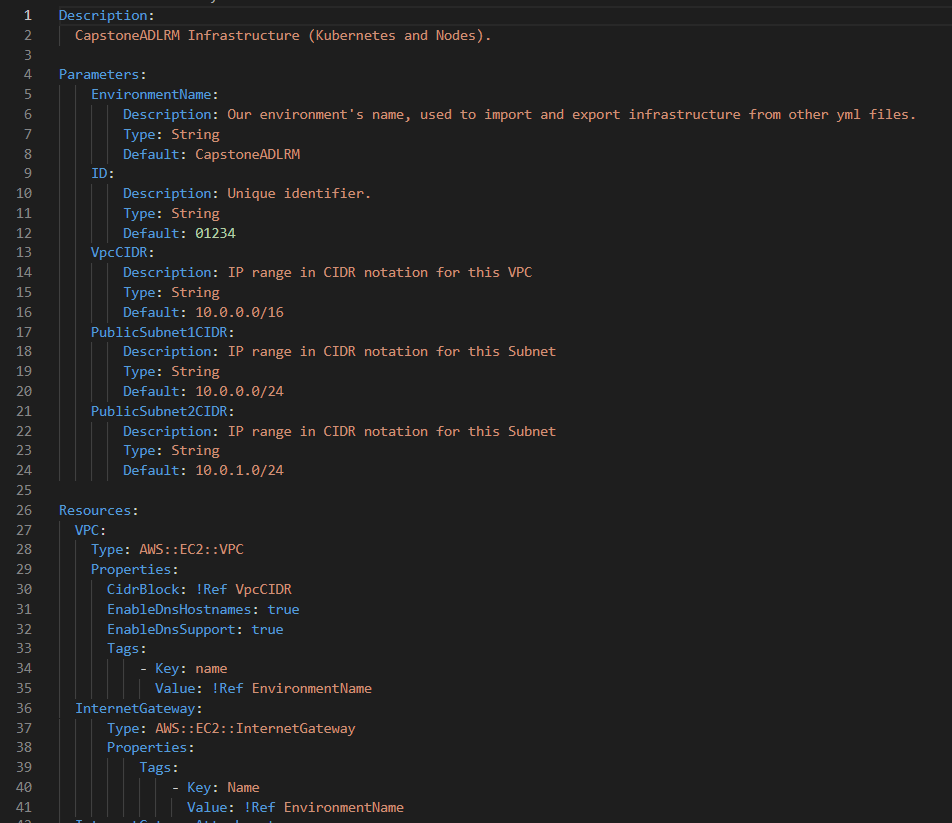 1 Description:
2 CapstoneADLRM Infrastructure (Kubernetes and Nodes).
3
4 Parameters:
5 EnvironmentName:
6 Description: Our environment's name, used to import and export infrastructure from other yml files.
7 Type: String
8 Default: CapstoneADLRM
9 ID:
10 Description: Unique identifier.
11 Type: String
12 Default: 01234
13 VpcCIDR:
14 Description: IP range in CIDR notation for this VPC
15 Type: String
16 Default: 10.0.0.0/16
17 PublicSubnet1CIDR:
18 Description: IP range in CIDR notation for this Subnet
19 Type: String
20 Default: 10.0.0.0/24
21 PublicSubnet2CIDR:
22 Description: IP range in CIDR notation for this Subnet
23 Type: String
24 Default: 10.0.1.0/24
25
26 Resources:
27 VPC:
28 Type: AWS::EC2::VPC
29 Properties:
30 CidrBlock: !Ref VpcCIDR
31 EnableDnsHostnames: true
32 EnableDnsSupport: true
33 Tags:
34 - Key: name
35 Value: !Ref EnvironmentName
36 InternetGateway:
37 Type: AWS::EC2::InternetGateway
38 Properties:
39 Tags:
40 - Key: Name
41 Value: !Ref EnvironmentName